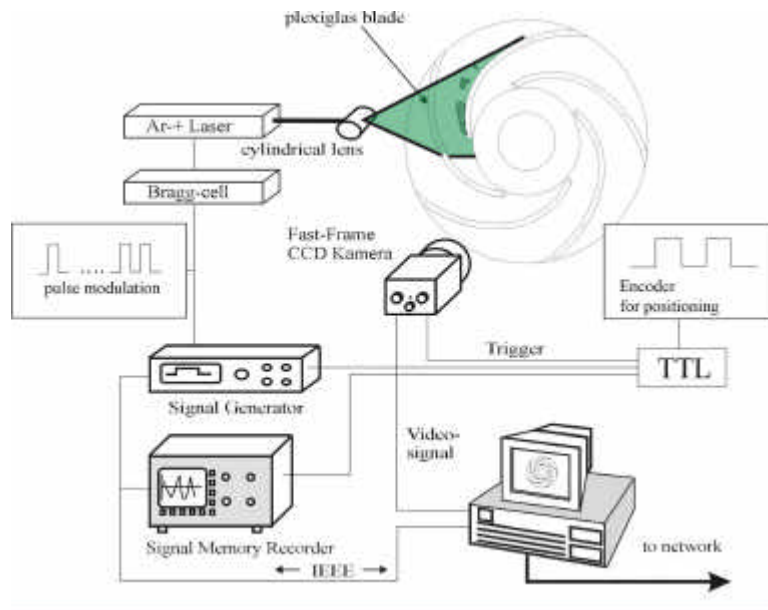 plexiglas blade
Ar-+ Laser
cylindrical lens
Bragg-cell
Fast-Frame
CCD Kamera
pulse modulation
Encoder
for positioning
Trigger
TTL
Signal Generator
Video-
signal
Signal Memory Recorder
IEEE
to network